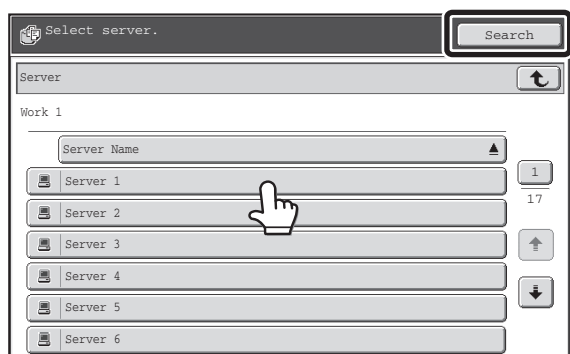 Select server.
Search
Server
Work 1
Server Name
Server 1
1
17
Server 2
Server 3
Server 4
Server 5
Server 6